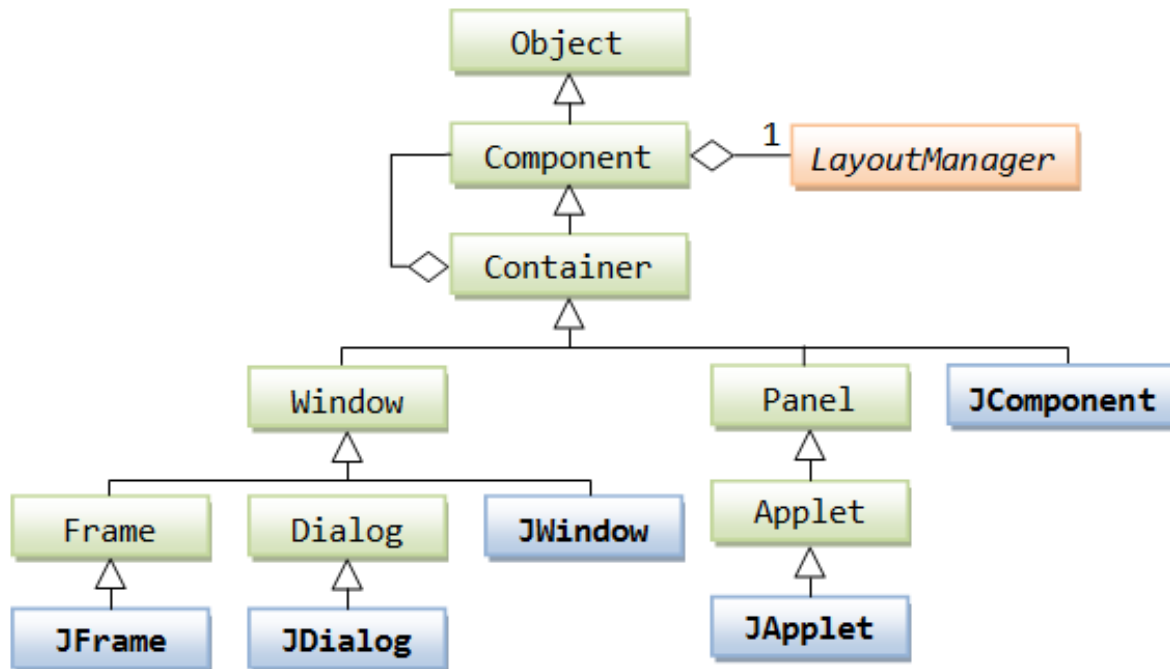 Object
Component
1
LayoutManager
Container
Window
Panel
JComponent
Frame
Dialog
JWindow
Applet
JFrame
JDialog
JApplet